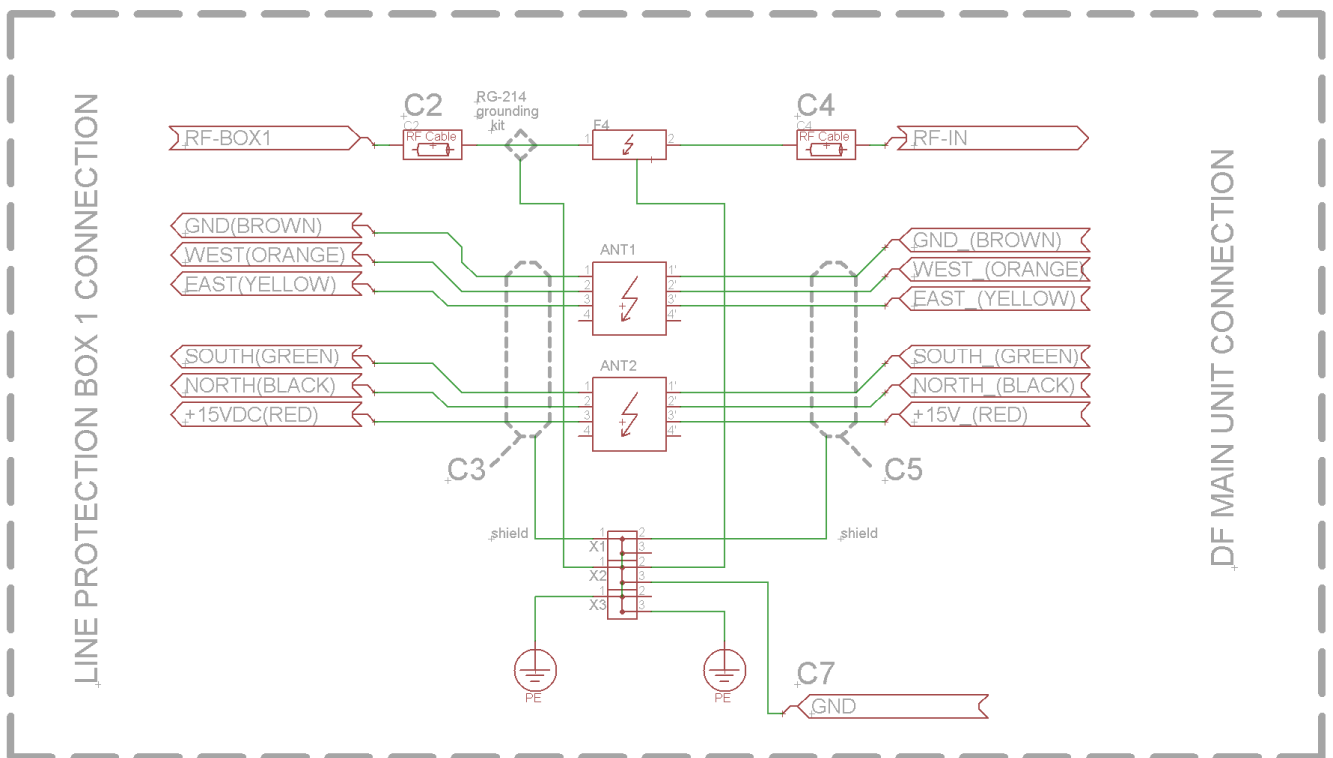 LINE PROTECTION BOX 1 CONNECTION
DF MAIN UNIT CONNECTION
C2
C2
RF Cable
RG-214
grounding
kit
F4
1
2
C4
C4
RF Cable
RF-BOX1
RF-IN
GND(BROWN)
WEST(ORANGE)
EAST(YELLOW)
ANT1
1
2
3
4
1'
2'
3'
4'
GND_(BROWN)
WEST_(ORANGE)
EAST_(YELLOW)
SOUTH(GREEN)
NORTH(BLACK)
+15VDC(RED)
ANT2
1
2
3
4
1'
2'
3'
4'
SOUTH_(GREEN)
NORTH_(BLACK)
+15V_(RED)
C3
C5
shield
shield
X1
1
2
3
X2
1
2
3
X3
1
2
3
PE
PE
C7
GND